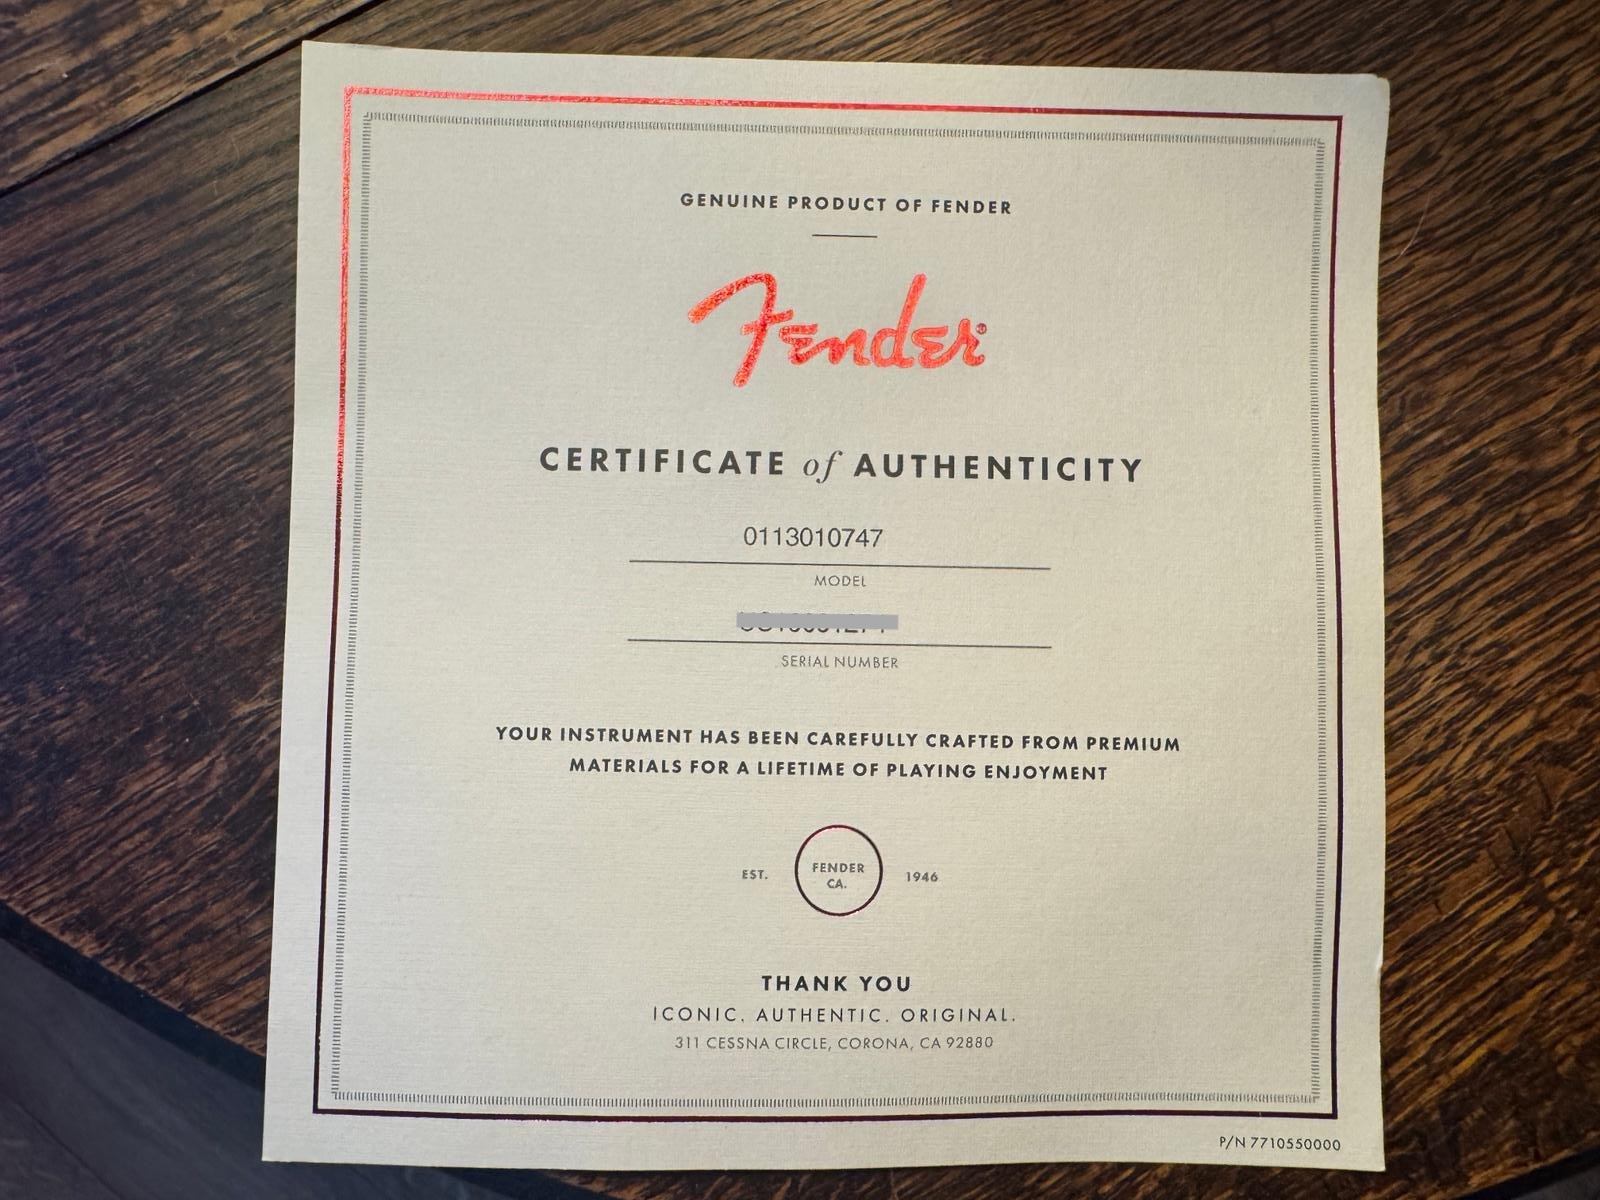 GENUINE PRODUCT OF FENDER
Fender®
CERTIFICATE of AUTHENTICITY
0113010747
MODEL
SERIAL NUMBER
YOUR INSTRUMENT HAS BEEN CAREFULLY CRAFTED FROM PREMIUM
MATERIALS FOR A LIFETIME OF PLAYING ENJOYMENT
EST. FENDER CA. 1946
THANK YOU
ICONIC. AUTHENTIC. ORIGINAL.
311 CESSNA CIRCLE, CORONA, CA 92880
P/N 7710550000